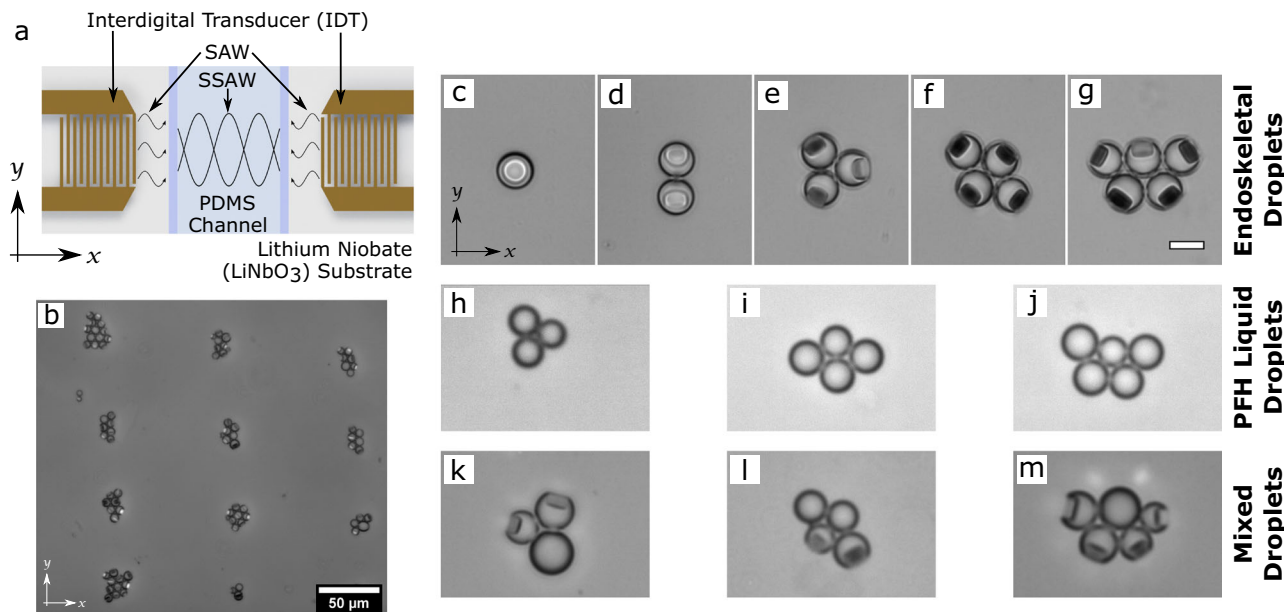 a
Interdigital Transducer (IDT)
SAW
SSAW
PDMS
Channel
y
x
Lithium Niobate
(LiNbO3) Substrate
b
y
x
50 µm
c
d
e
f
g
y
x
Endoskeletal
Droplets
h
i
j
PFH Liquid
Droplets
k
l
m
Mixed
Droplets